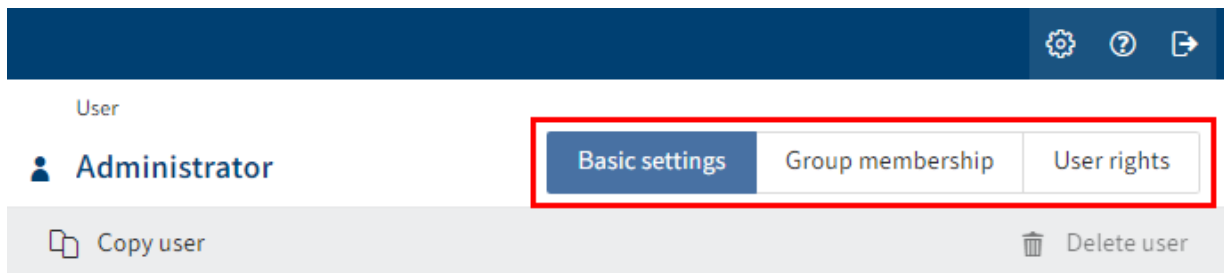 User
Administrator
Basic settings Group membership User rights
Copy user Delete user